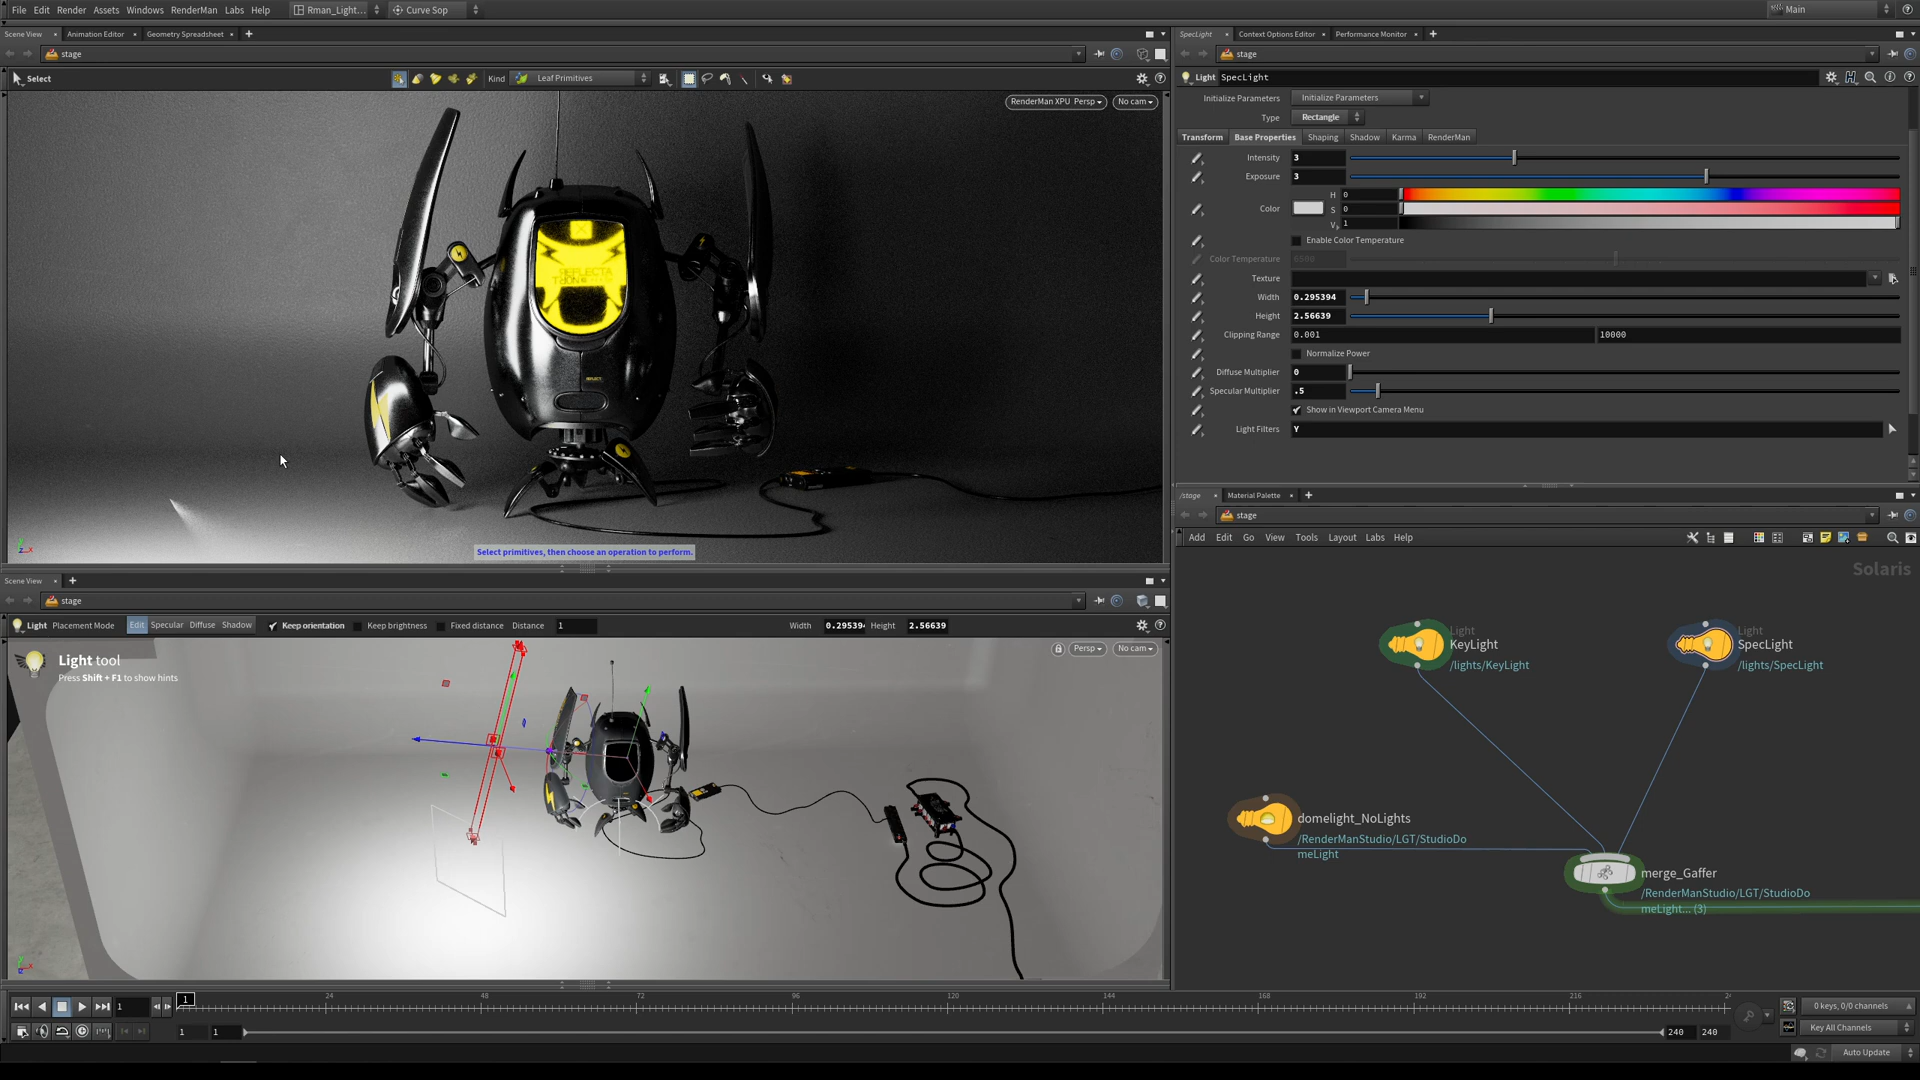 File Edit Render Assets Windows RenderMan Labs Help Rman_Light... Curve Sop Main
Scene View Animation Editor Geometry Spreadsheet
stage
Select Kind Leaf Primitives
RenderMan XPU Persp No cam
REFLECTA
Select primitives, then choose an operation to perform.
Scene View
stage
Light Placement Mode Edit Specular Diffuse Shadow Keep orientation Keep brightness Fixed distance Distance 1 Width 0.29539 Height 2.56639
Light tool
Press Shift + F1 to show hints
Persp No cam
SpecLight Context Options Editor Performance Monitor
stage
Light SpecLight
Initialize Parameters Initialize Parameters
Type Rectangle
Transform Base Properties Shaping Shadow Karma RenderMan
Intensity 3
Exposure 3
H 0
Color S 0
V 1
Enable Color Temperature
Color Temperature 6500
Texture
Width 0.295394
Height 2.56639
Clipping Range 0.001 10000
Normalize Power
Diffuse Multiplier 0
Specular Multiplier .5
Show in Viewport Camera Menu
Light Filters Y
/stage Material Palette
stage
Add Edit Go View Tools Layout Labs Help
Solaris
Light
KeyLight
/lights/KeyLight
Light
SpecLight
/lights/SpecLight
domelight_NoLights
/RenderManStudio/LGT/StudioDo
meLight
merge_Gaffer
/RenderManStudio/LGT/StudioDo
meLight... (3)
1 1 24 48 72 96 120 144 168 192 216 0 keys, 0/0 channels
1 1 240 240 Key All Channels
Auto Update